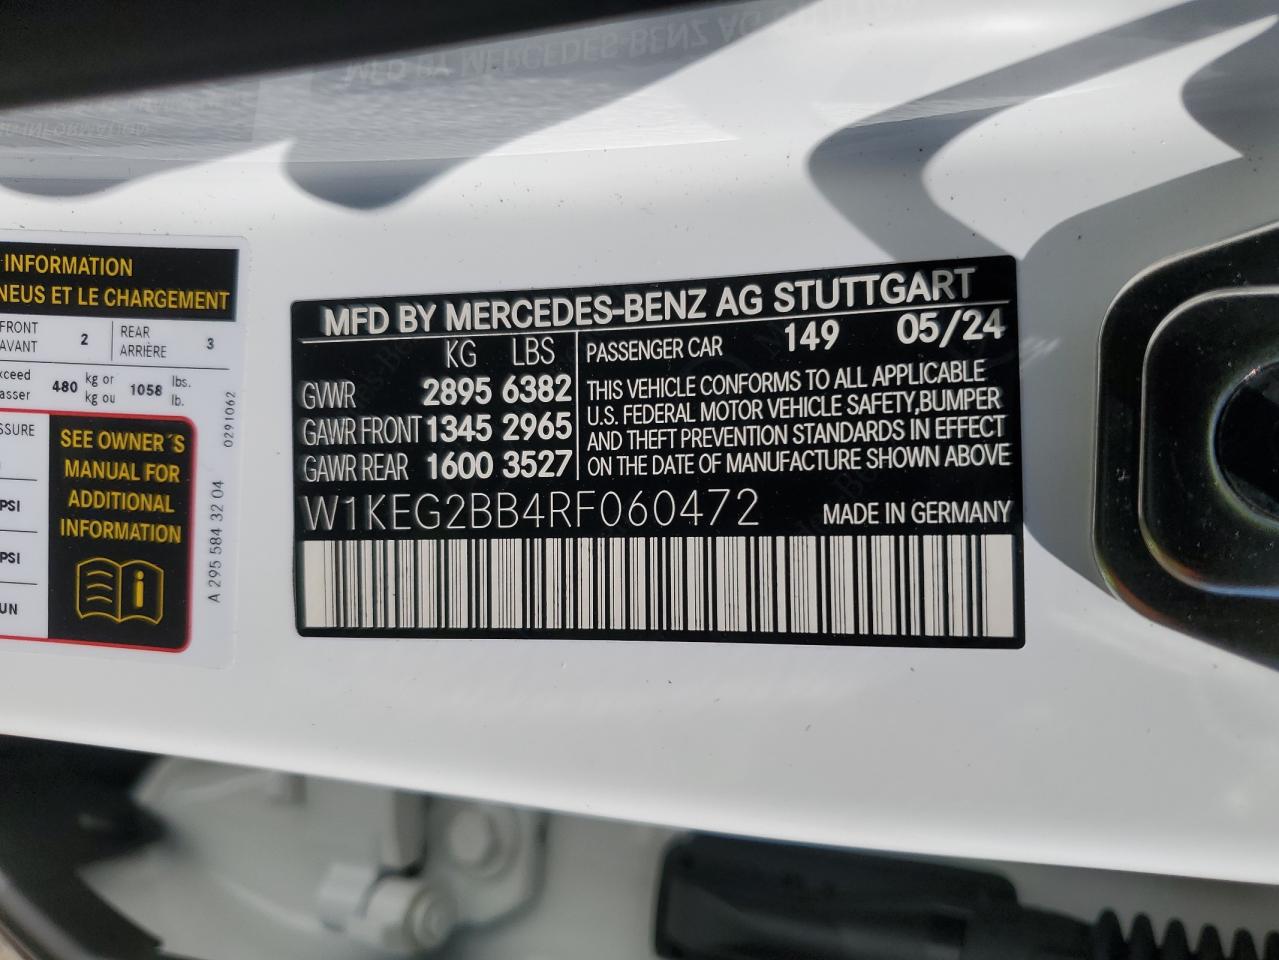 INFORMATION
NEUS ET LE CHARGEMENT
FRONT
AVANT
2
REAR
ARRIÈRE
3
480 kg or
kg ou
1058 lbs.
lb.
SEE OWNER´S
MANUAL FOR
ADDITIONAL
INFORMATION
PSI
PSI
0291062
A 295 584 32 04
MFD BY MERCEDES-BENZ AG STUTTGART
KG LBS
GVWR 2895 6382
GAWR FRONT 1345 2965
GAWR REAR 1600 3527
PASSENGER CAR 149 05/24
THIS VEHICLE CONFORMS TO ALL APPLICABLE
U.S. FEDERAL MOTOR VEHICLE SAFETY,BUMPER
AND THEFT PREVENTION STANDARDS IN EFFECT
ON THE DATE OF MANUFACTURE SHOWN ABOVE
W1KEG2BB4RF060472 MADE IN GERMANY